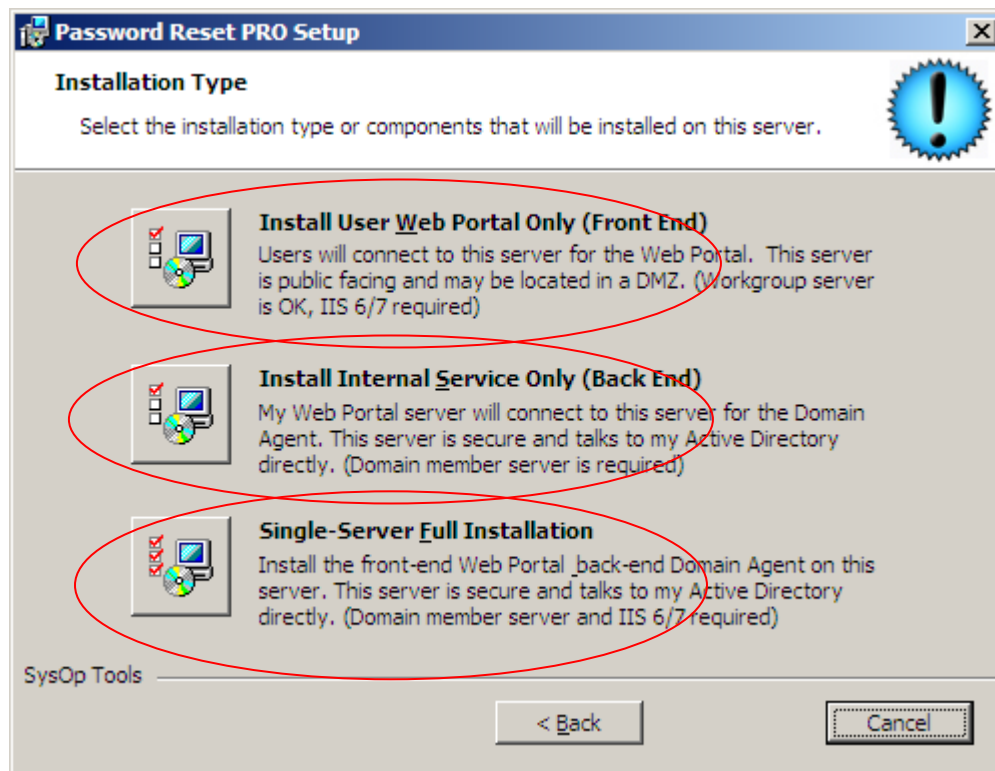 Password Reset PRO Setup
Installation Type
Select the installation type or components that will be installed on this server.
Install User Web Portal Only (Front End)
Users will connect to this server for the Web Portal.  This server
is public facing and may be located in a DMZ. (Workgroup server
is OK, IIS 6/7 required)
Install Internal Service Only (Back End)
My Web Portal server will connect to this server for the Domain
Agent. This server is secure and talks to my Active Directory
directly. (Domain member server is required)
Single-Server Full Installation
Install the front-end Web Portal _back-end Domain Agent on this
server. This server is secure and talks to my Active Directory
directly. (Domain member server and IIS 6/7 required)
SysOp Tools
< Back
Cancel